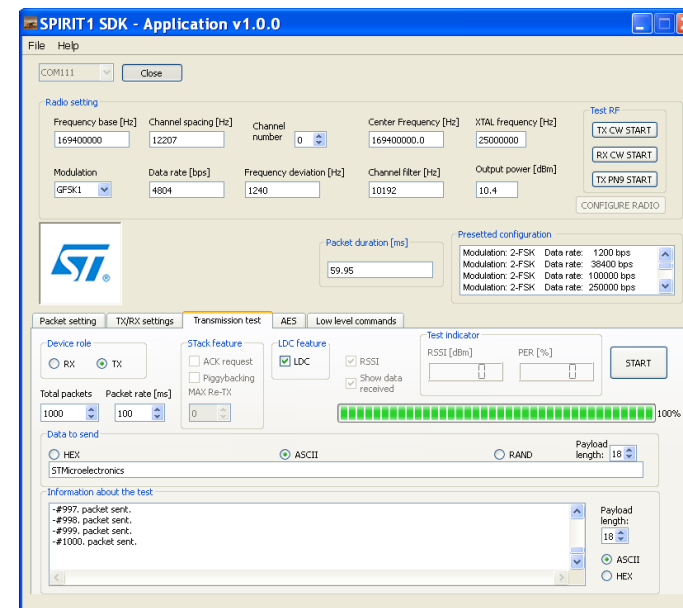 SPIRIT1 SDK - Application v1.0.0
File Help
COM111 Close
Radio setting
Test RF
Frequency base [Hz] Channel spacing [Hz] Channel number Center Frequency [Hz] XTAL frequency [Hz]
169400000 12207 0 169400000.0 25000000
TX CW START
RX CW START
Modulation Data rate [bps] Frequency deviation [Hz] Channel filter [Hz] Output power [dBm]
TX PN9 START
GFSK1 4804 1240 10192 10.4
CONFIGURE RADIO
ST
Packet duration [ms]
59.95
Presetted configuration
Modulation: 2-FSK Data rate: 1200 bps
Modulation: 2-FSK Data rate: 38400 bps
Modulation: 2-FSK Data rate: 100000 bps
Modulation: 2-FSK Data rate: 250000 bps
Packet setting TX/RX settings Transmission test AES Low level commands
Device role
RX TX
STack feature
ACK request
Piggybacking
MAX Re-TX
0
LDC feature
LDC
RSSI
Show data received
Test indicator
RSSI [dBm] PER [%]
0 0
START
Total packets Packet rate [ms]
1000 100
100%
Data to send
HEX ASCII RAND Payload length: 18
STMicroelectronics
Information about the test
-#997. packet sent.
-#998. packet sent.
-#999. packet sent.
-#1000. packet sent.
Payload length:
18
ASCII
HEX